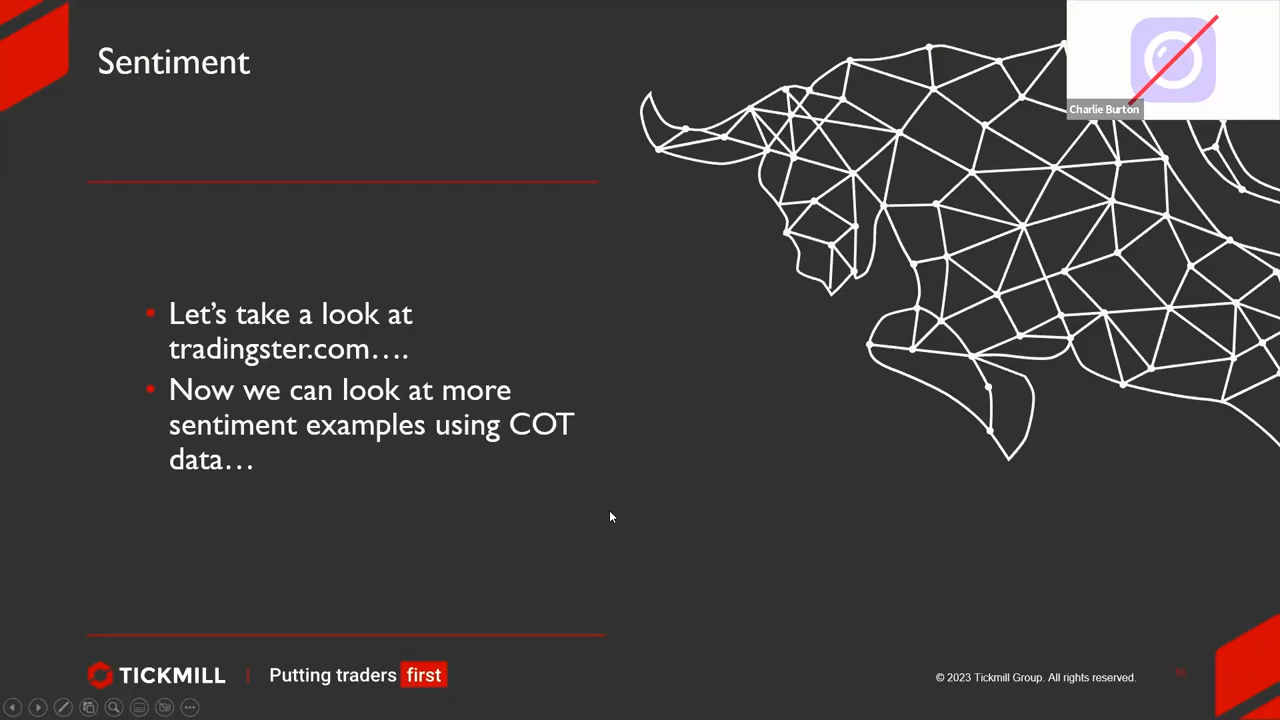 Sentiment
Charlie Burton
• Let’s take a look at
tradingster.com….
• Now we can look at more
sentiment examples using COT
data…
TICKMILL | Putting traders first
© 2023 Tickmill Group. All rights reserved.